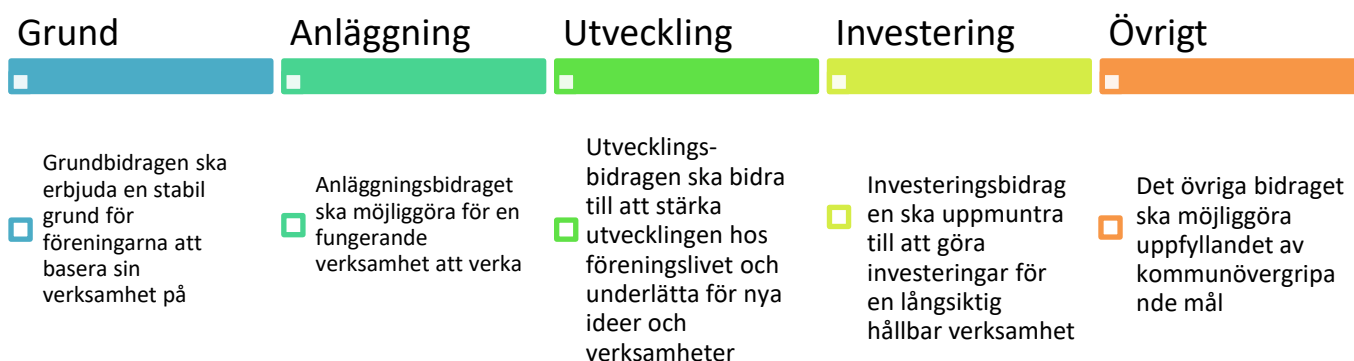 Grund
Grundbidragen ska
erbjuda en stabil
grund för
föreningarna att
basera sin
verksamhet på
Anläggning
Anläggningsbidraget
ska möjliggöra för en
fungerande
verksamhet att verka
Utveckling
Utvecklings-
bidragen ska bidra
till att stärka
utvecklingen hos
föreningslivet och
underlätta för nya
ideer och
verksamheter
Investering
Investeringsbidrag
en ska uppmuntra
till att göra
investeringar för
en långsiktig
hållbar verksamhet
Övrigt
Det övriga bidraget
ska möjliggöra
uppfyllandet av
kommunövergripa
nde mål